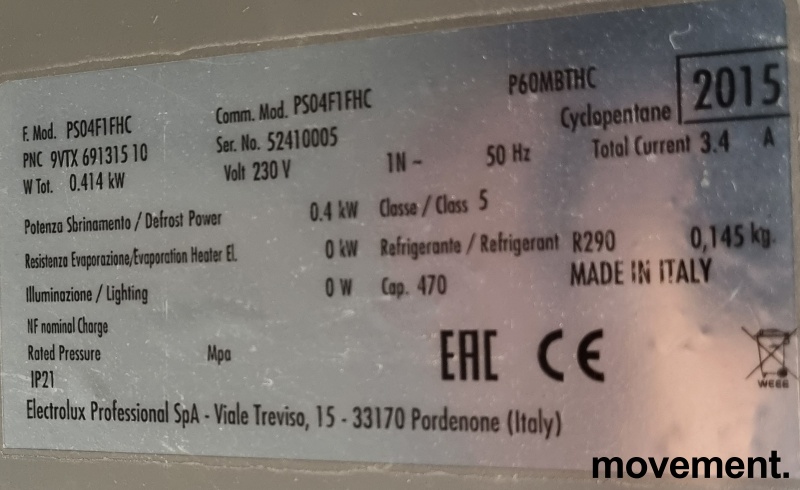 P60MBTHC 2015
F. Mod. PS04F1FHC Comm. Mod. PS04F1FHC Cyclopentane
PNC 9VTX 691315 10 Ser. No. 52410005 Total Current 3.4 A
W Tot. 0.414 kW Volt 230 V 1N ~ 50 Hz
Potenza Sbrinamento / Defrost Power 0.4 kW Classe / Class 5
Resistenza Evaporazione/Evaporation Heater El. 0 kW Refrigerante / Refrigerant R290 0,145 kg.
Illuminazione / Lighting 0 W Cap. 470 MADE IN ITALY
NF nominal Charge
Rated Pressure Mpa
IP21
EAC CE
WEEE
Electrolux Professional SpA - Viale Treviso, 15 - 33170 Pordenone (Italy)
movement.